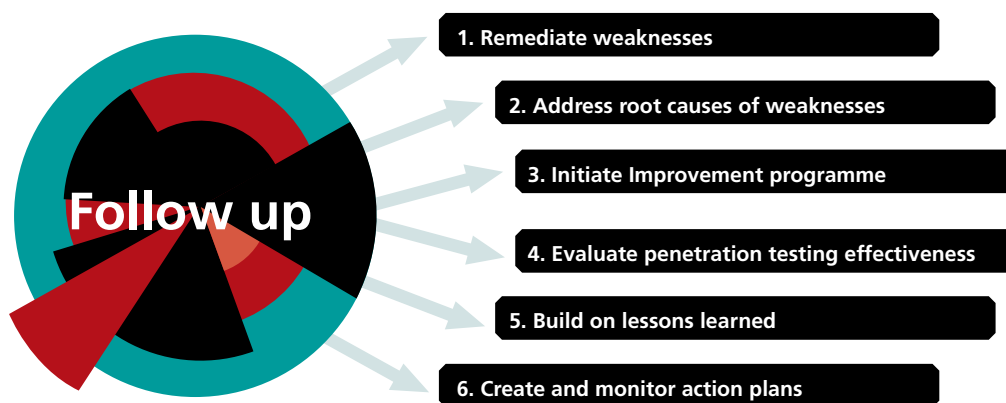 Follow up
1. Remediate weaknesses
2. Address root causes of weaknesses
3. Initiate Improvement programme
4. Evaluate penetration testing effectiveness
5. Build on lessons learned
6. Create and monitor action plans